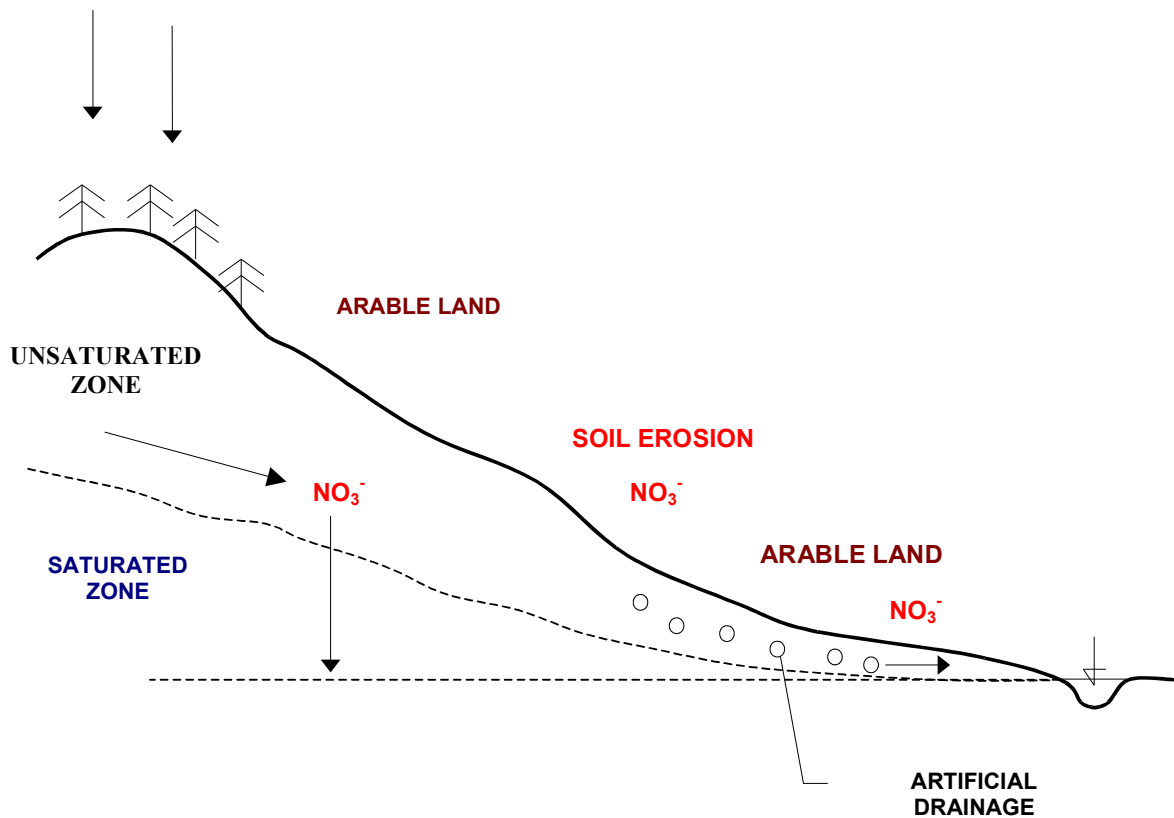 ARABLE LAND
UNSATURATED
ZONE
SOIL EROSION
NO₃⁻
NO₃⁻
ARABLE LAND
SATURATED
ZONE
NO₃⁻
ARTIFICIAL
DRAINAGE